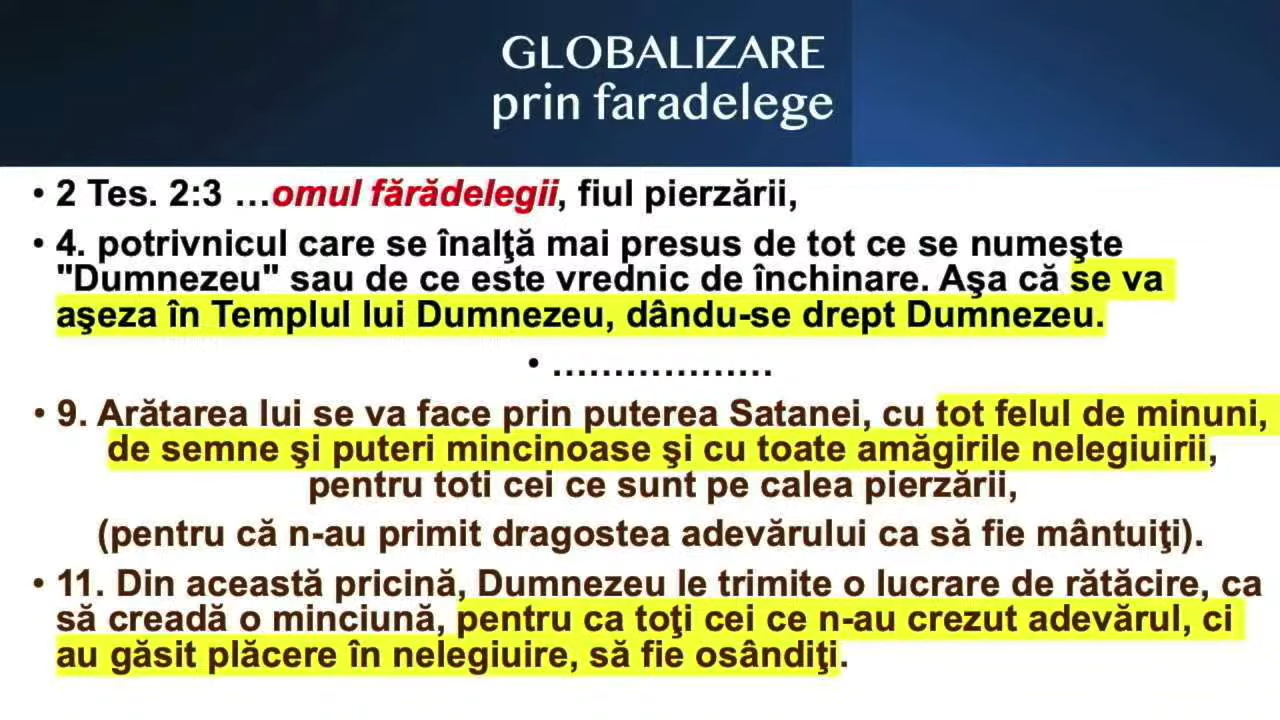 GLOBALIZARE
prin faradelege
• 2 Tes. 2:3 …omul fărădelegii, fiul pierzării,
• 4. potrivnicul care se înalţă mai presus de tot ce se numeşte
"Dumnezeu" sau de ce este vrednic de închinare. Aşa că se va
aşeza în Templul lui Dumnezeu, dându-se drept Dumnezeu.
• ………………
• 9. Arătarea lui se va face prin puterea Satanei, cu tot felul de minuni,
de semne şi puteri mincinoase şi cu toate amăgirile nelegiuirii,
pentru toti cei ce sunt pe calea pierzării,
(pentru că n-au primit dragostea adevărului ca să fie mântuiţi).
• 11. Din această pricină, Dumnezeu le trimite o lucrare de rătăcire, ca
să creadă o minciună, pentru ca toţi cei ce n-au crezut adevărul, ci
au găsit plăcere în nelegiuire, să fie osândiţi.